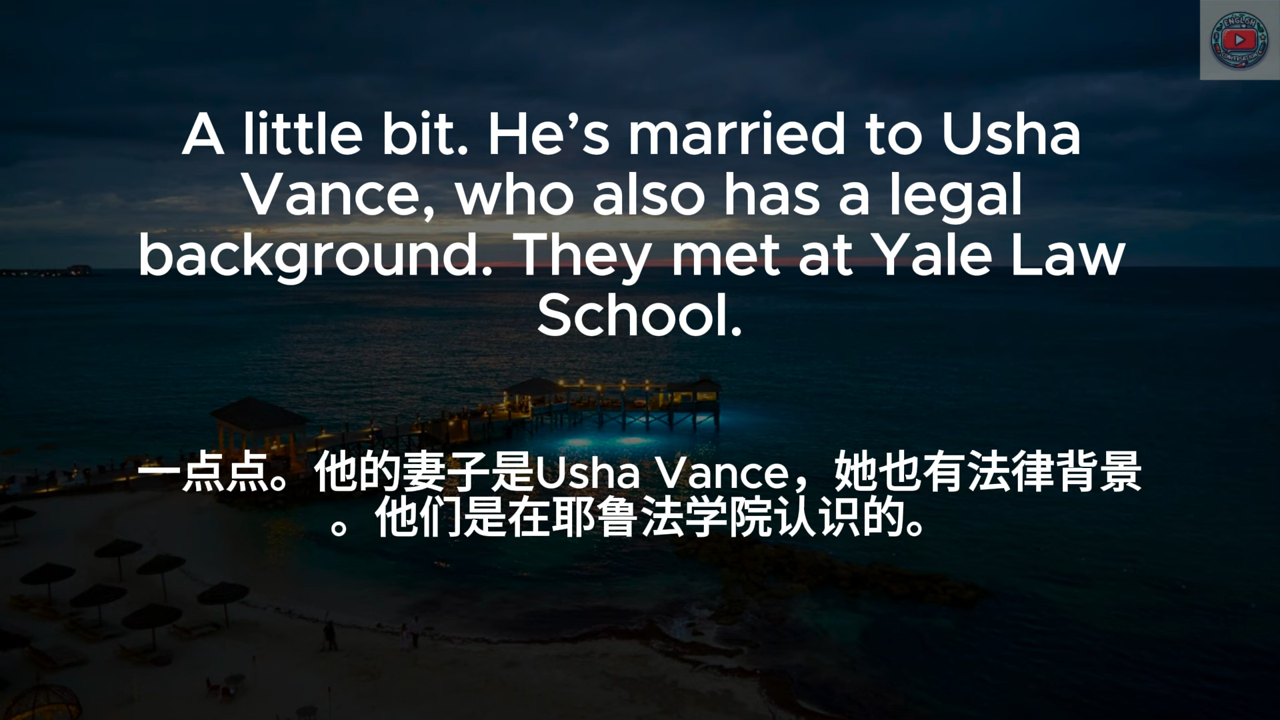 A little bit. He’s married to Usha
Vance, who also has a legal
background. They met at Yale Law
School.
一点点。他的妻子是Usha Vance，她也有法律背景
。他们是在耶鲁法学院认识的。
ENGLISH
CONVERSATION